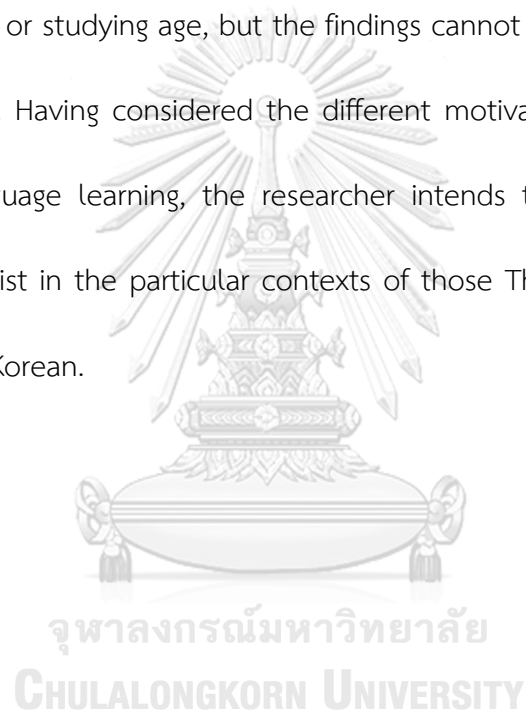 or studying age, but the findings cannot
. Having considered the different motiva
uage learning, the researcher intends t
ist in the particular contexts of those Th
Korean.
จุฬาลงกรณ์มหาวิทยาลัย
CHULALONGKORN UNIVERSITY